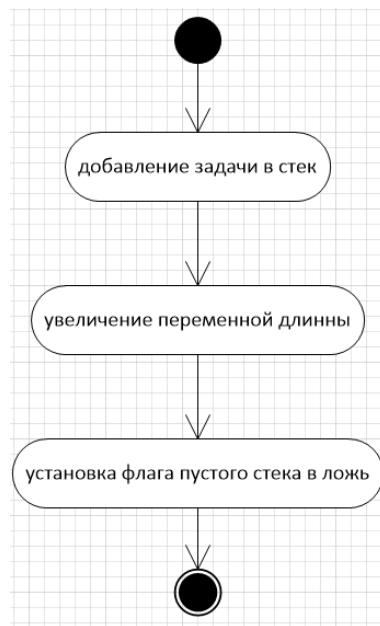 добавление задачи в стек
увеличение переменной длинны
установка флага пустого стека в ложь